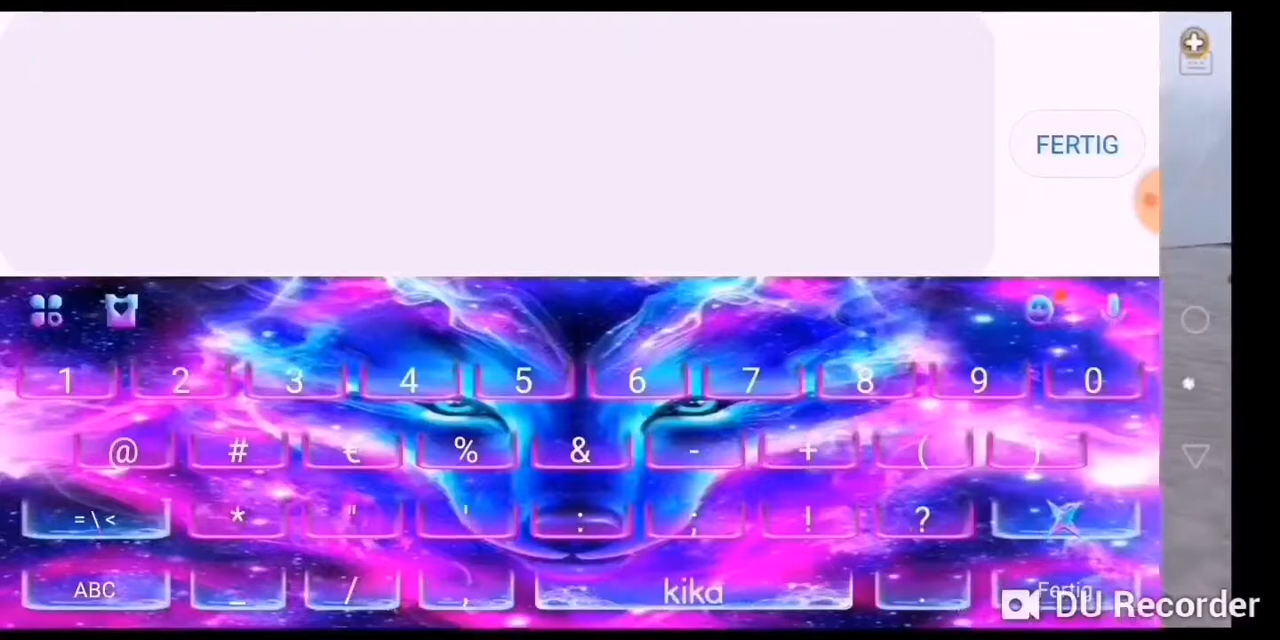 FERTIG
1 2 3 4 5 6 7 8 9 0
@ # € % & - + ( )
= \ < * " ' : ; ! ?
ABC _ / , kika . Fertig
DU Recorder